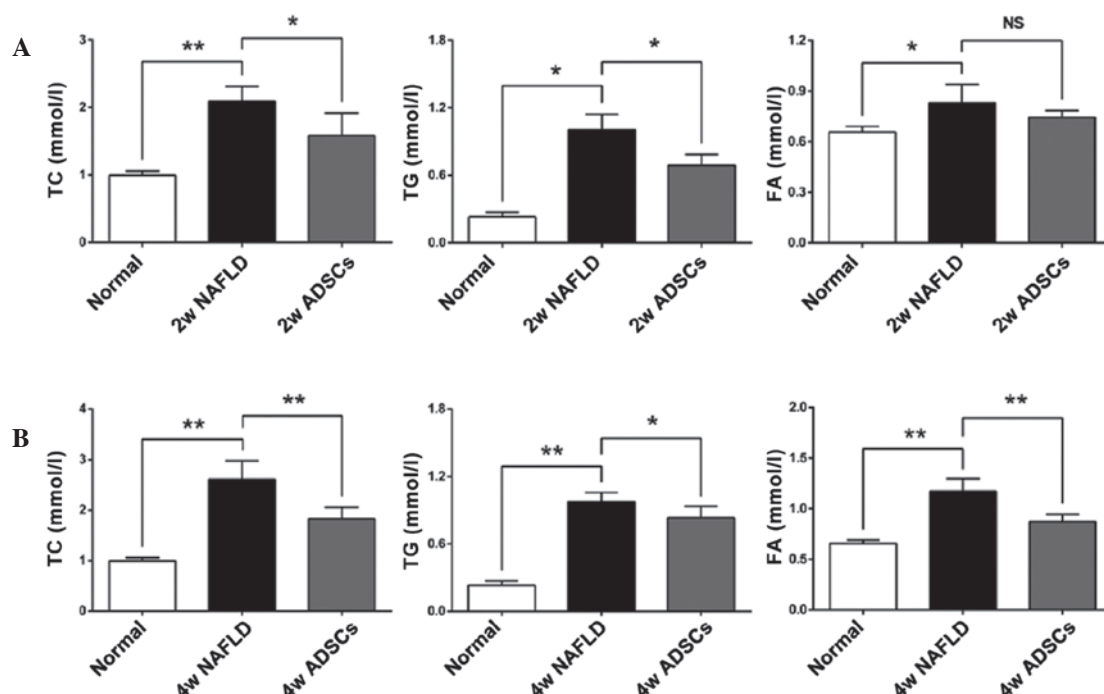 A
TC (mmol/l)
3
2
1
0
**
*
Normal
2w NAFLD
2w ADSCs
TG (mmol/l)
1.8
1.2
0.6
0.0
*
*
Normal
2w NAFLD
2w ADSCs
FA (mmol/l)
1.2
0.9
0.6
0.3
0.0
*
NS
Normal
2w NAFLD
2w ADSCs
B
TC (mmol/l)
4
3
2
1
0
**
**
Normal
4w NAFLD
4w ADSCs
TG (mmol/l)
1.8
1.2
0.6
0.0
**
*
Normal
4w NAFLD
4w ADSCs
FA (mmol/l)
2.0
1.5
1.0
0.5
0.0
**
**
Normal
4w NAFLD
4w ADSCs